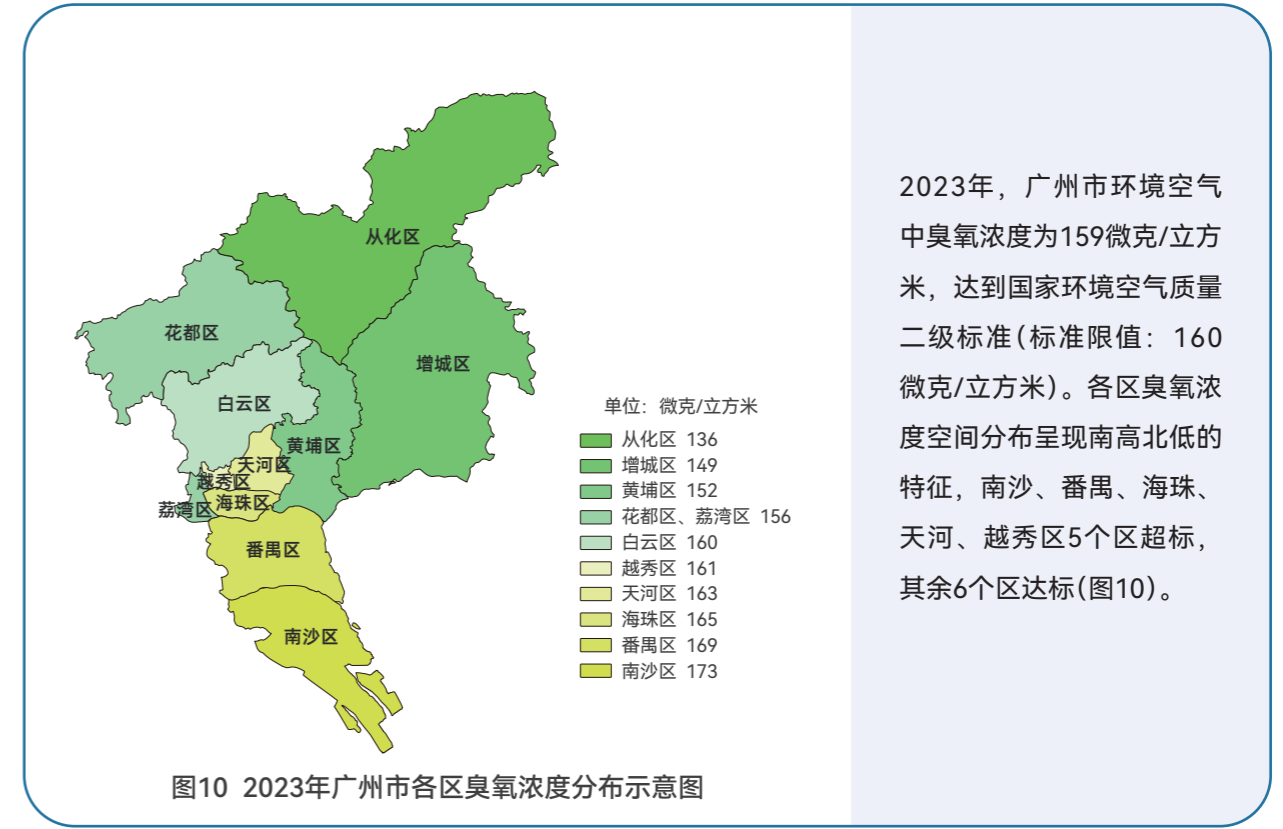 从化区
花都区
增城区
白云区
黄埔区
天河区
越秀区
荔湾区
海珠区
番禺区
南沙区
单位：微克/立方米
从化区 136
增城区 149
黄埔区 152
花都区、荔湾区 156
白云区 160
越秀区 161
天河区 163
海珠区 165
番禺区 169
南沙区 173
图10 2023年广州市各区臭氧浓度分布示意图
2023年，广州市环境空气
中臭氧浓度为159微克/立方
米，达到国家环境空气质量
二级标准(标准限值：160
微克/立方米)。各区臭氧浓
度空间分布呈现南高北低的
特征，南沙、番禺、海珠、
天河、越秀区5个区超标，
其余6个区达标(图10)。